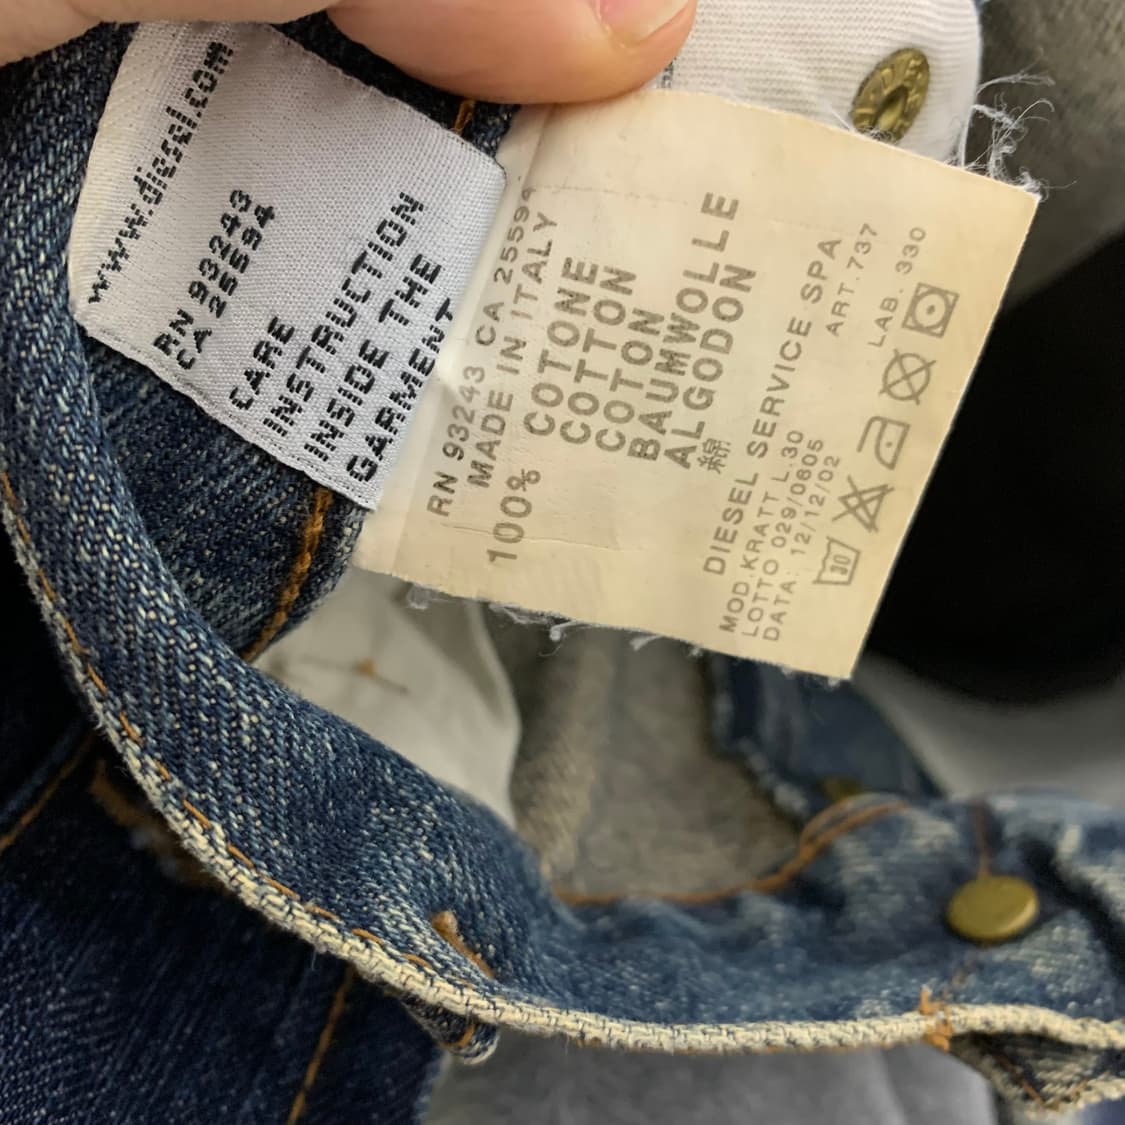 www.diesel.com
RN 93243
CA 25594
CARE
INSTRUCTION
INSIDE THE
GARMENT
RN 93243 CA 25594
MADE IN ITALY
100% COTONE
COTTON
COTON
BAUMWOLLE
ALGODON
綿
DIESEL SERVICE SPA
MOD.KRATT L.30
LOTTO 029/0805
DATA: 12/12/02
ART.737
LAB. 330
30